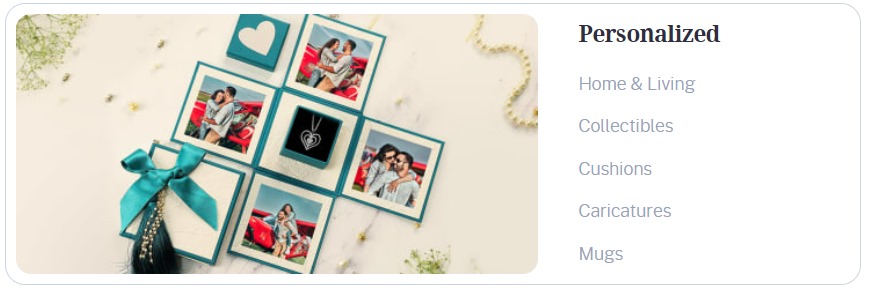 Personalized
Home & Living
Collectibles
Cushions
Caricatures
Mugs